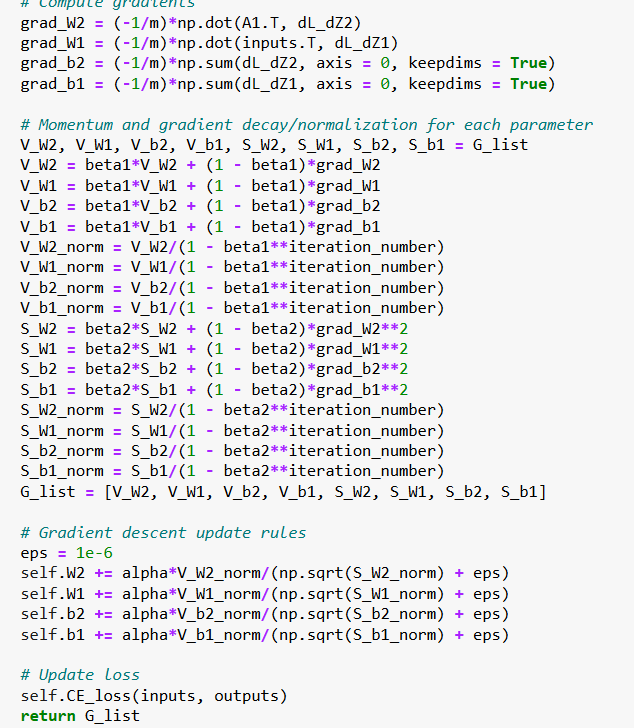 # Compute gradients
grad_W2 = (-1/m)*np.dot(A1.T, dL_dZ2)
grad_W1 = (-1/m)*np.dot(inputs.T, dL_dZ1)
grad_b2 = (-1/m)*np.sum(dL_dZ2, axis = 0, keepdims = True)
grad_b1 = (-1/m)*np.sum(dL_dZ1, axis = 0, keepdims = True)

# Momentum and gradient decay/normalization for each parameter
V_W2, V_W1, V_b2, V_b1, S_W2, S_W1, S_b2, S_b1 = G_list
V_W2 = beta1*V_W2 + (1 - beta1)*grad_W2
V_W1 = beta1*V_W1 + (1 - beta1)*grad_W1
V_b2 = beta1*V_b2 + (1 - beta1)*grad_b2
V_b1 = beta1*V_b1 + (1 - beta1)*grad_b1
V_W2_norm = V_W2/(1 - beta1**iteration_number)
V_W1_norm = V_W1/(1 - beta1**iteration_number)
V_b2_norm = V_b2/(1 - beta1**iteration_number)
V_b1_norm = V_b1/(1 - beta1**iteration_number)
S_W2 = beta2*S_W2 + (1 - beta2)*grad_W2**2
S_W1 = beta2*S_W1 + (1 - beta2)*grad_W1**2
S_b2 = beta2*S_b2 + (1 - beta2)*grad_b2**2
S_b1 = beta2*S_b1 + (1 - beta2)*grad_b1**2
S_W2_norm = S_W2/(1 - beta2**iteration_number)
S_W1_norm = S_W1/(1 - beta2**iteration_number)
S_b2_norm = S_b2/(1 - beta2**iteration_number)
S_b1_norm = S_b1/(1 - beta2**iteration_number)
G_list = [V_W2, V_W1, V_b2, V_b1, S_W2, S_W1, S_b2, S_b1]

# Gradient descent update rules
eps = 1e-6
self.W2 += alpha*V_W2_norm/(np.sqrt(S_W2_norm) + eps)
self.W1 += alpha*V_W1_norm/(np.sqrt(S_W1_norm) + eps)
self.b2 += alpha*V_b2_norm/(np.sqrt(S_b2_norm) + eps)
self.b1 += alpha*V_b1_norm/(np.sqrt(S_b1_norm) + eps)

# Update loss
self.CE_loss(inputs, outputs)
return G_list